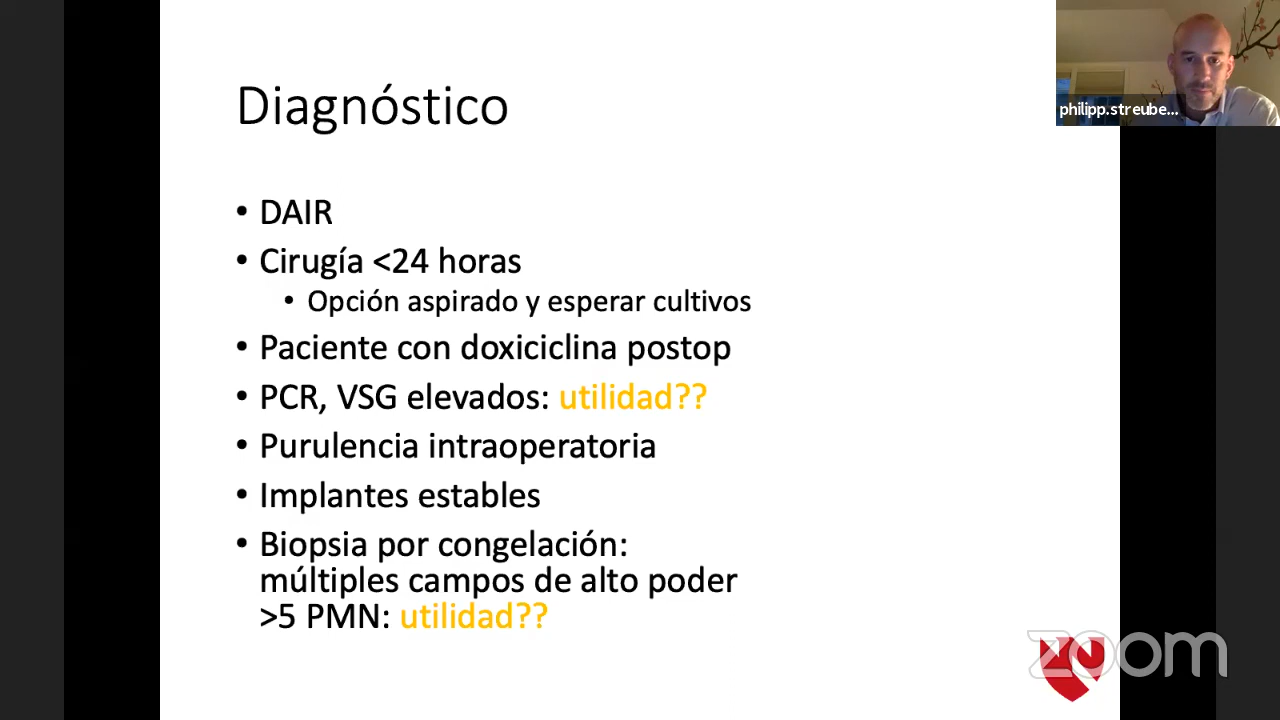 Diagnóstico
• DAIR
• Cirugía <24 horas
• Opción aspirado y esperar cultivos
• Paciente con doxiciclina postop
• PCR, VSG elevados: utilidad??
• Purulencia intraoperatoria
• Implantes estables
• Biopsia por congelación:
múltiples campos de alto poder
>5 PMN: utilidad??
philipp.streube...
zoom